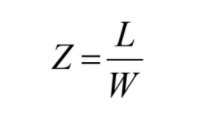 Z = L/W